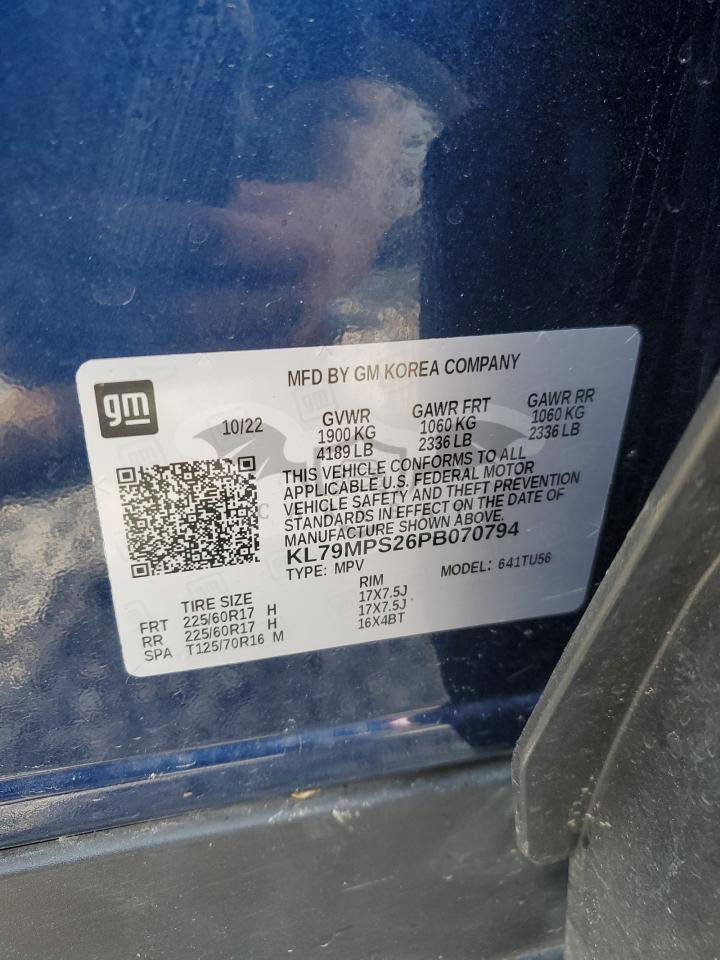 gm
MFD BY GM KOREA COMPANY
10/22
GVWR
1900 KG
4189 LB
GAWR FRT
1060 KG
2336 LB
GAWR RR
1060 KG
2336 LB
THIS VEHICLE CONFORMS TO ALL
APPLICABLE U.S. FEDERAL MOTOR
VEHICLE SAFETY AND THEFT PREVENTION
STANDARDS IN EFFECT ON THE DATE OF
MANUFACTURE SHOWN ABOVE.
KL79MPS26PB070794
TYPE: MPV
MODEL: 641TU56
TIRE SIZE RIM
FRT 225/60R17 H 17X7.5J
RR 225/60R17 H 17X7.5J
SPA T125/70R16 M 16X4BT